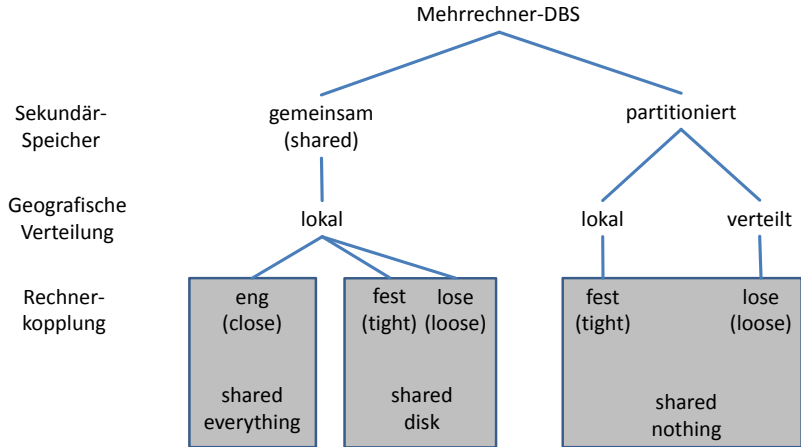 Mehrrechner-DBS
Sekundär-
Speicher
gemeinsam
(shared)
partitioniert
Geografische
Verteilung
lokal
lokal
verteilt
Rechner-
kopplung
eng
(close)
fest
(tight)
lose
(loose)
fest
(tight)
lose
(loose)
shared
everything
shared
disk
shared
nothing